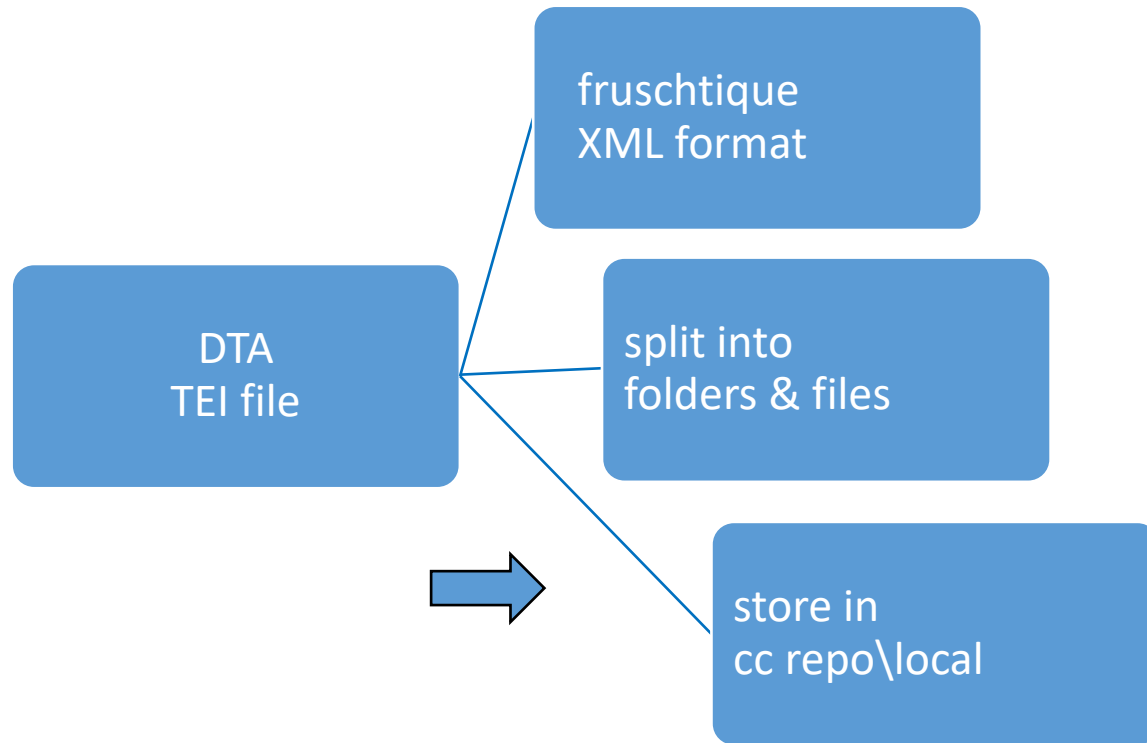 fruschtique
XML format
DTA
TEI file
split into
folders & files
store in
cc repo\local